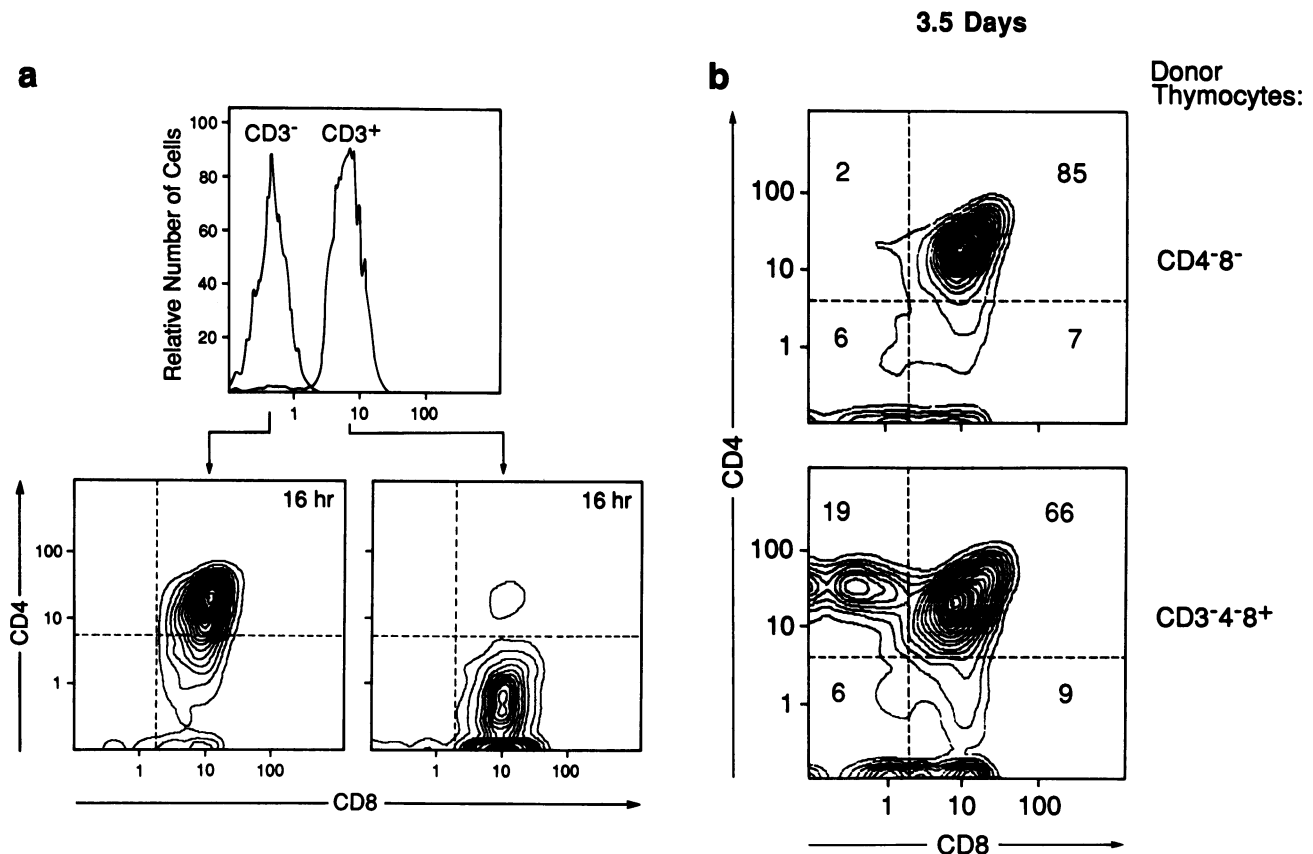 3.5 Days
a
b
Donor
Thymocytes:
CD3⁻
CD3⁺
Relative Number of Cells
100
80
60
40
20
1
10
100
16 hr
16 hr
CD4
100
10
1
1
10
100
1
10
100
CD8
CD4
2
85
6
7
100
10
1
CD4⁻8⁻
19
66
6
9
100
10
1
CD3⁻4⁻8⁺
1
10
100
CD8